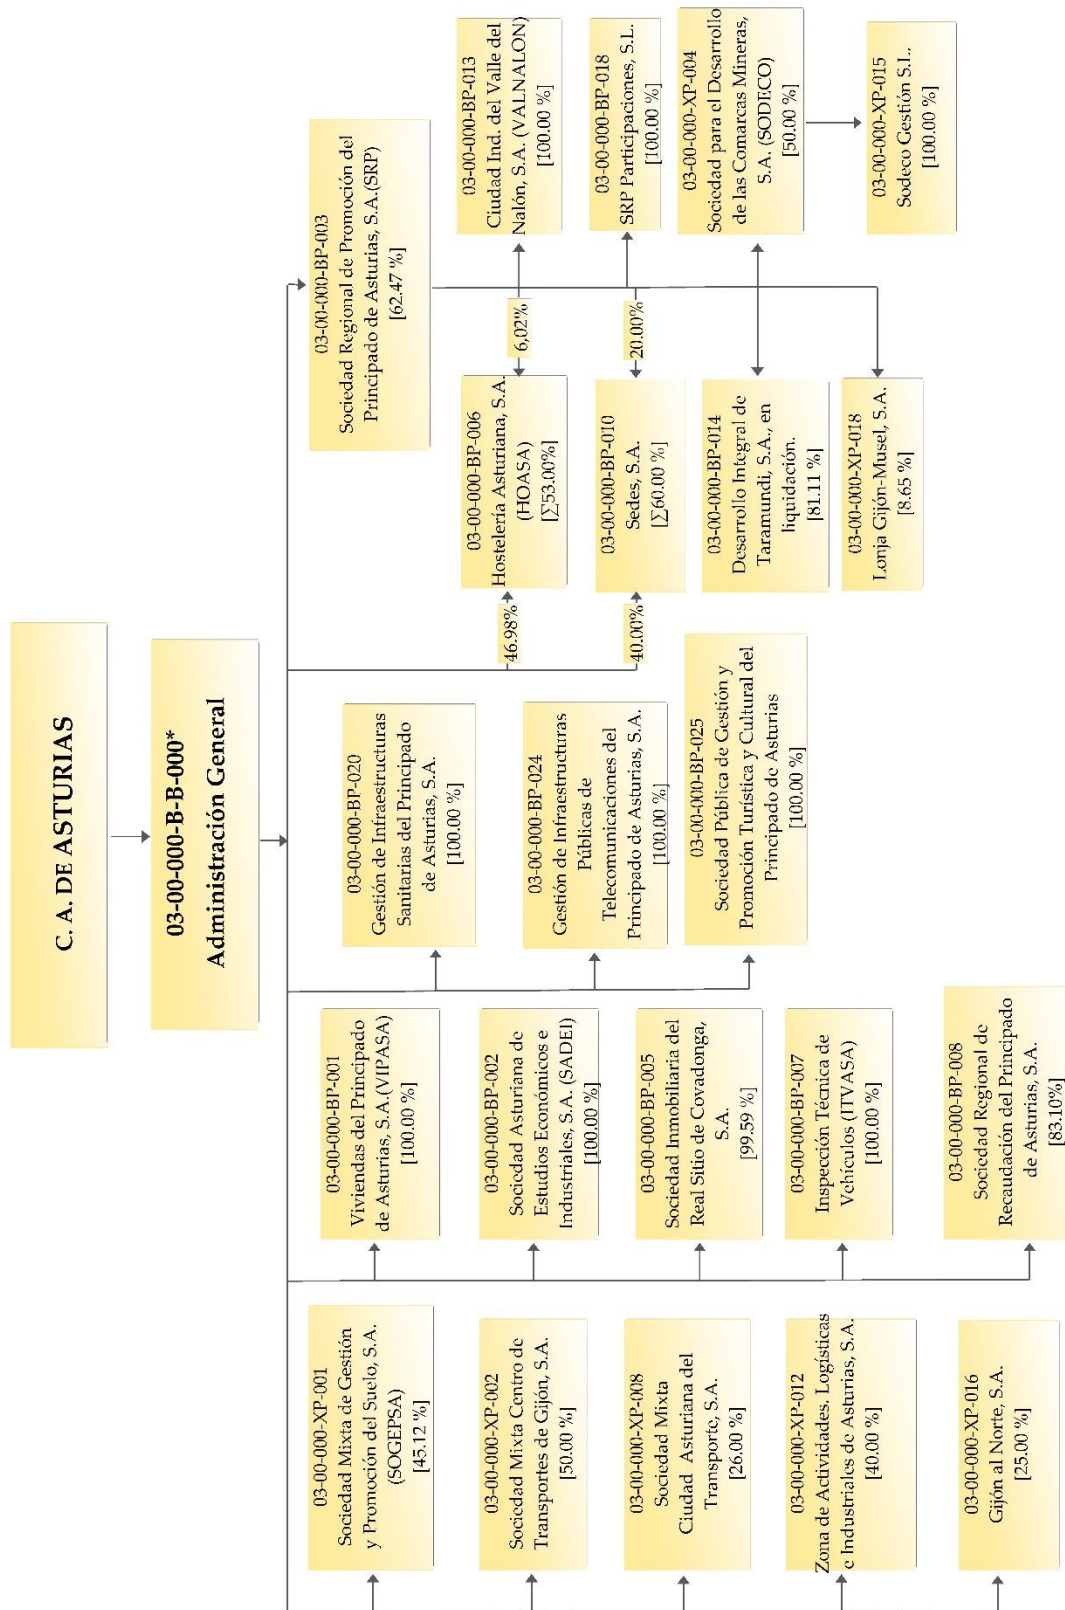 C. A. DE ASTURIAS
03-00-000-B-B-000*
Administración General
03-00-000-XP-001
Sociedad Mixta de Gestión
y Promoción del Suelo, S.A.
(SOGEPSA)
[45.12 %]
03-00-000-XP-002
Sociedad Mixta Centro de
Transportes de Gijón, S.A.
[50.00 %]
03-00-000-XP-008
Sociedad Mixta
Ciudad Asturiana del
Transporte, S.A.
[26.00 %]
03-00-000-XP-012
Zona de Actividades. Logísticas
e Industriales de Asturias, S.A.
[40.00 %]
03-00-000-XP-016
Gijón al Norte, S.A.
[25.00 %]
03-00-000-BP-001
Viviendas del Principado
de Asturias, S.A.(VIPASA)
[100.00 %]
03-00-000-BP-002
Sociedad Asturiana de
Estudios Económicos e
Industriales, S.A. (SADEI)
[100.00 %]
03-00-000-BP-005
Sociedad Inmobiliaria del
Real Sitio de Covadonga,
S.A.
[99.59 %]
03-00-000-BP-007
Inspección Técnica de
Vehículos (ITVASA)
[100.00 %]
03-00-000-BP-008
Sociedad Regional de
Recaudación del Principado
de Asturias, S.A.
[83.10%]
03-00-000-BP-020
Gestión de Infraestructuras
Sanitarias del Principado
de Asturias, S.A.
[100.00 %]
03-00-000-BP-024
Gestión de Infraestructuras
Públicas de
Telecomunicaciones del
Principado de Asturias, S.A.
[100.00 %]
03-00-000-BP-025
Sociedad Pública de Gestión y
Promoción Turística y Cultural del
Principado de Asturias
[100.00 %]
03-00-000-BP-003
Sociedad Regional de Promoción del
Principado de Asturias, S.A.(SRP)
[62.47 %]
46.98%
03-00-000-BP-006
Hostelería Asturiana, S.A.
(HOASA)
[∑53.00%]
6,02%
40.00%
03-00-000-BP-010
Sedes, S.A.
[∑60.00 %]
20.00%
03-00-000-BP-014
Desarrollo Integral de
Taramundi, S.A., en
liquidación.
[81.11 %]
03-00-000-XP-018
Lonja Gijón-Musel, S.A.
[8.65 %]
03-00-000-BP-013
Ciudad Ind. del Valle del
Nalón, S.A. (VALNALON)
[100.00 %]
03-00-000-BP-018
SRP Participaciones, S.L.
[100.00 %]
03-00-000-XP-004
Sociedad para el Desarrollo
de las Comarcas Mineras,
S.A. (SODECO)
[50.00 %]
03-00-000-XP-015
Sodeco Gestión S.L.,
[100.00 %]